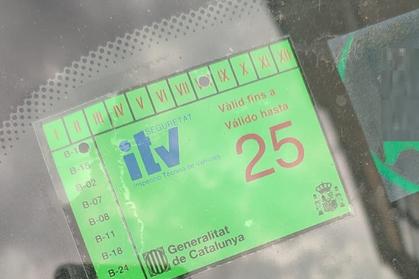 I II III IV V VI VII IX X XI XII
SEGURETAT
itv
Inspecció Tècnica de Vehicles
Vàlid fins a
Válido hasta
25
B-15
B-02
B-07
B-08
B-11
B-18
B-24
Generalitat
de Catalunya